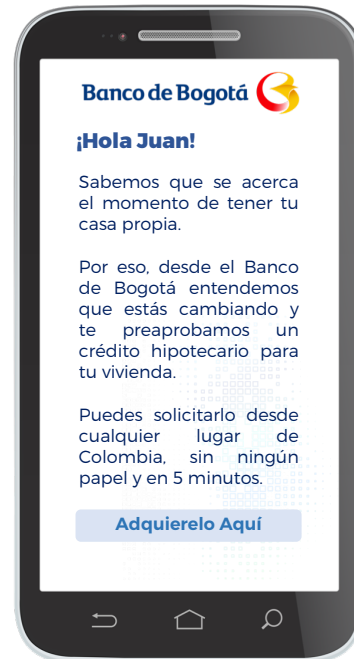 Banco de Bogotá
¡Hola Juan!
Sabemos que se acerca
el momento de tener tu
casa propia.
Por eso, desde el Banco
de Bogotá entendemos
que estás cambiando y
te preaprobamos un
crédito hipotecario para
tu vivienda.
Puedes solicitarlo desde
cualquier lugar de
Colombia, sin ningún
papel y en 5 minutos.
Adquierelo Aquí